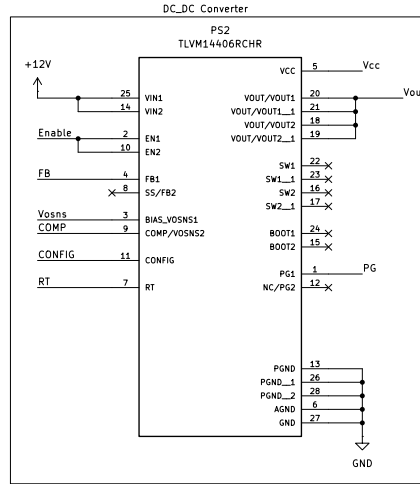 DC_DC Converter
PS2
TLVM14406RCHR
+12V
VCC 5 Vcc
25 VIN1
14 VIN2
VOUT/VOUT1 20 Vou
VOUT/VOUT1__1 21
VOUT/VOUT2 18
VOUT/VOUT2_1 19
Enable 2 EN1
10 EN2
FB 4 FB1
8 SS/FB2
SW1 22
SW1_1 23
SW2 16
SW2_1 17
Vosns 3 BIAS_VOSNS1
COMP 9 COMP/VOSNS2
BOOT1 24
BOOT2 15
CONFIG 11 CONFIG
PG1 1 PG
NC/PG2 12
RT 7 RT
PGND 13
PGND__1 26
PGND__2 28
AGND 6
GND 27
GND